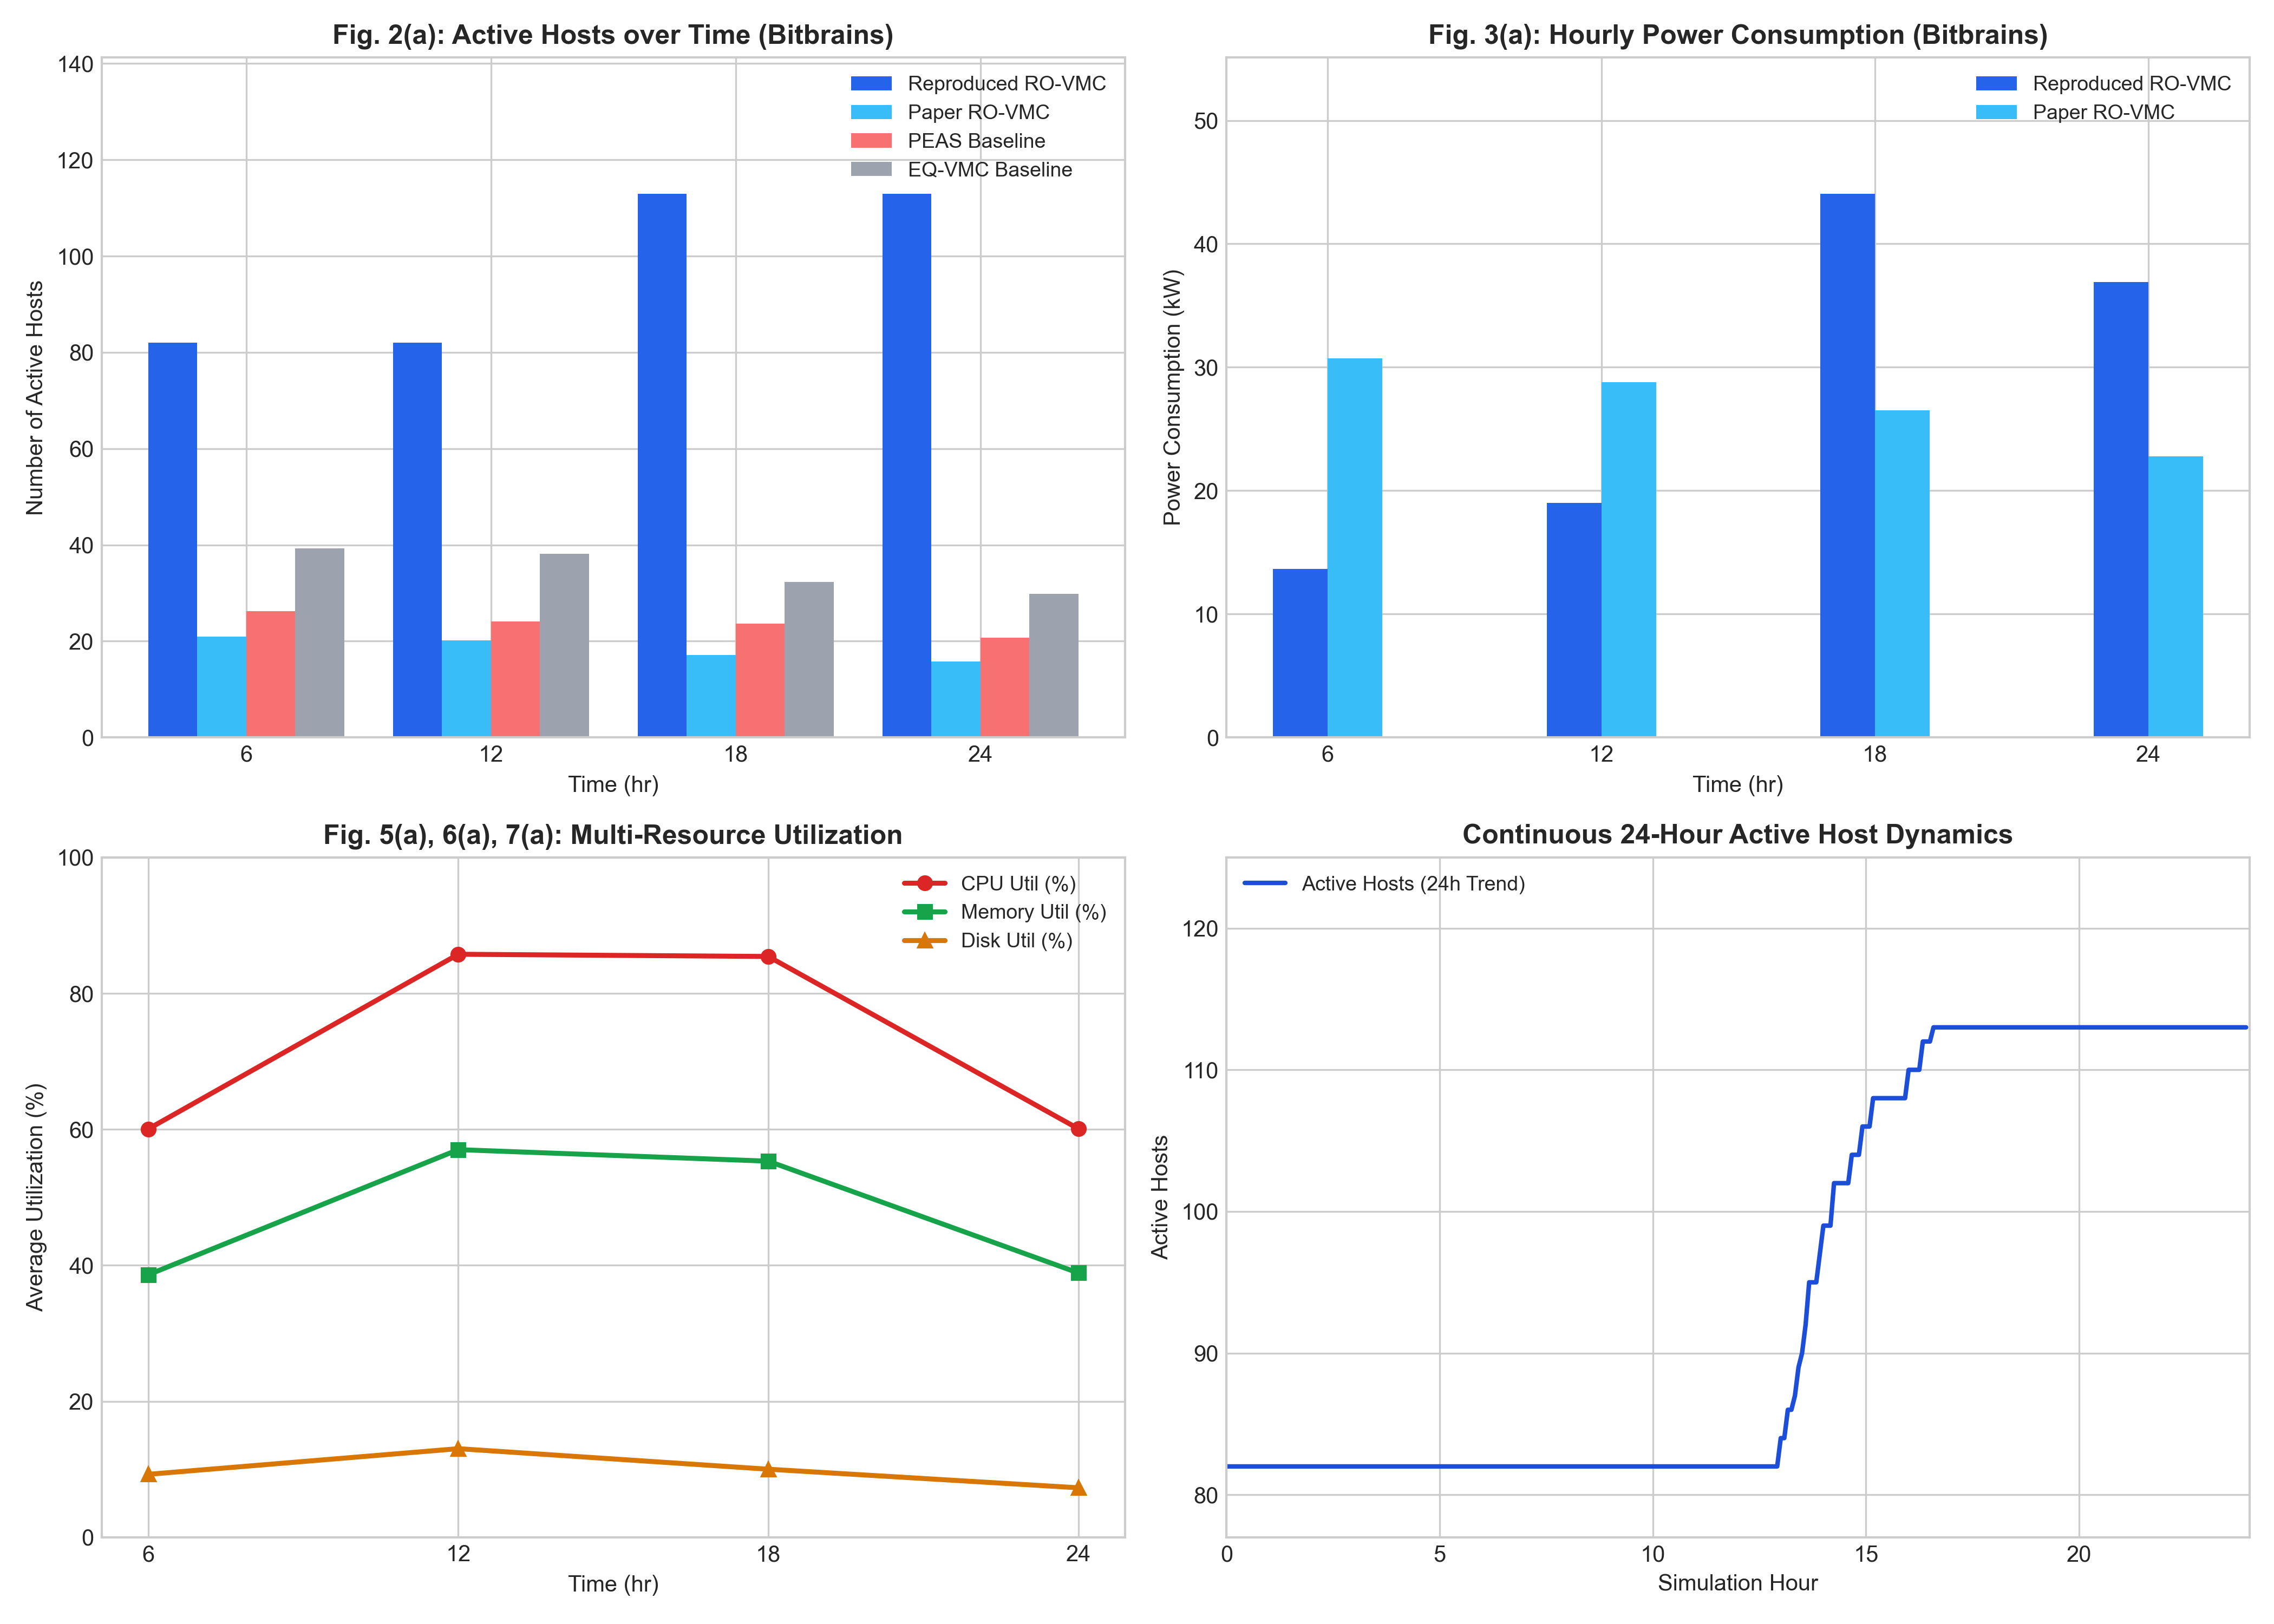 Fig. 2(a): Active Hosts over Time (Bitbrains)
Number of Active Hosts
140
120
100
80
60
40
20
0
6
12
18
24
Time (hr)
Reproduced RO-VMC
Paper RO-VMC
PEAS Baseline
EQ-VMC Baseline
Fig. 3(a): Hourly Power Consumption (Bitbrains)
Power Consumption (kW)
50
40
30
20
10
0
6
12
18
24
Time (hr)
Reproduced RO-VMC
Paper RO-VMC
Fig. 5(a), 6(a), 7(a): Multi-Resource Utilization
Average Utilization (%)
100
80
60
40
20
0
6
12
18
24
Time (hr)
CPU Util (%)
Memory Util (%)
Disk Util (%)
Continuous 24-Hour Active Host Dynamics
Active Hosts
120
110
100
90
80
0
5
10
15
20
Simulation Hour
Active Hosts (24h Trend)